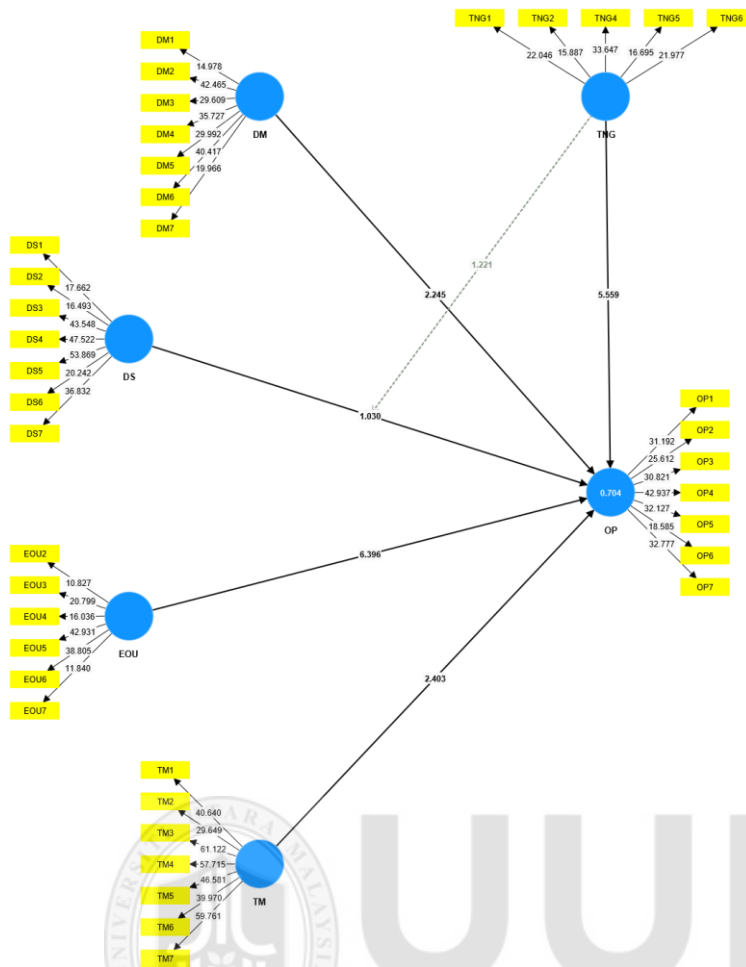 TNG1 TNG2 TNG4 TNG5 TNG6
22.046 15.887 33.647 16.695 21.977
TNG
DM1
DM2
DM3
DM4
DM5
DM6
DM7
14.978
42.465
29.609
35.727
29.992
40.417
19.966
DM
1.221
2.245
5.559
DS1
DS2
DS3
DS4
DS5
DS6
DS7
17.662
16.493
43.548
47.522
53.869
20.242
36.832
DS
1.030
OP1
OP2
OP3
OP4
OP5
OP6
OP7
31.192
25.612
30.821
42.937
32.127
18.585
32.777
0.704
OP
EOU2
EOU3
EOU4
EOU5
EOU6
EOU7
10.827
20.799
16.036
42.931
38.805
11.840
EOU
6.396
2.403
TM1
TM2
TM3
TM4
TM5
TM6
TM7
40.640
29.649
61.122
57.715
46.581
39.970
59.761
TM
UNIVERSITI UTARA MALAYSIA
UU